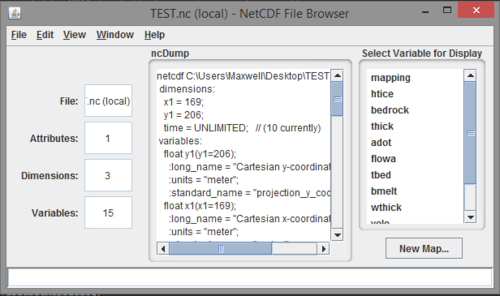 TEST.nc (local) - NetCDF File Browser
File Edit View Window Help
ncDump
Select Variable for Display
File: .nc (local)
Attributes: 1
Dimensions: 3
Variables: 15
netcdf C:\Users\Maxwell\Desktop\TEST
dimensions:
x1 = 169;
y1 = 206;
time = UNLIMITED; // (10 currently)
variables:
float y1(y1=206);
:long_name = "Cartesian y-coordinat
:units = "meter";
:standard_name = "projection_y_coo
float x1(x1=169);
:long_name = "Cartesian x-coordinat
:units = "meter";
mapping
htice
bedrock
thick
adot
flowa
tbed
bmelt
wthick
New Map...